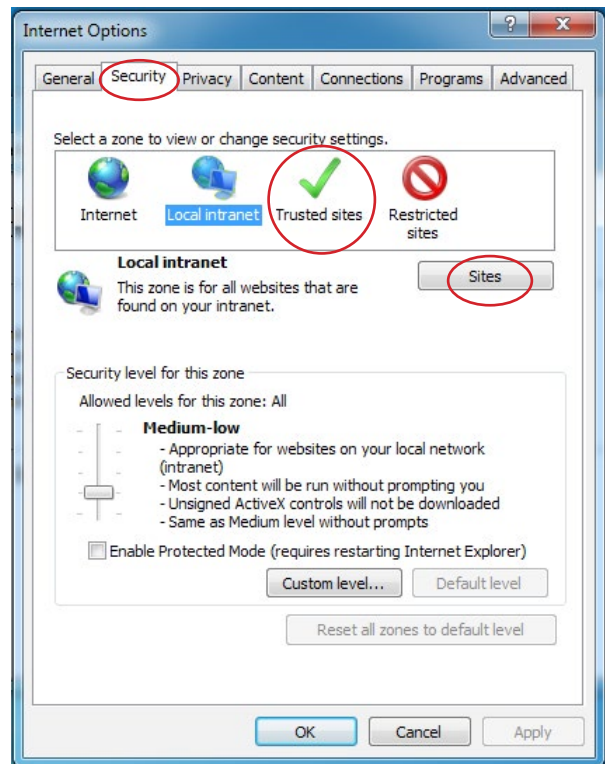 Internet Options
?
X
General Security Privacy Content Connections Programs Advanced
Select a zone to view or change security settings.
Internet Local intranet Trusted sites Restricted
sites
Local intranet
Sites
This zone is for all websites that are
found on your intranet.
Security level for this zone
Allowed levels for this zone: All
Medium-low
- Appropriate for websites on your local network
(intranet)
- Most content will be run without prompting you
- Unsigned ActiveX controls will not be downloaded
- Same as Medium level without prompts
Enable Protected Mode (requires restarting Internet Explorer)
Custom level... Default level
Reset all zones to default level
OK Cancel Apply